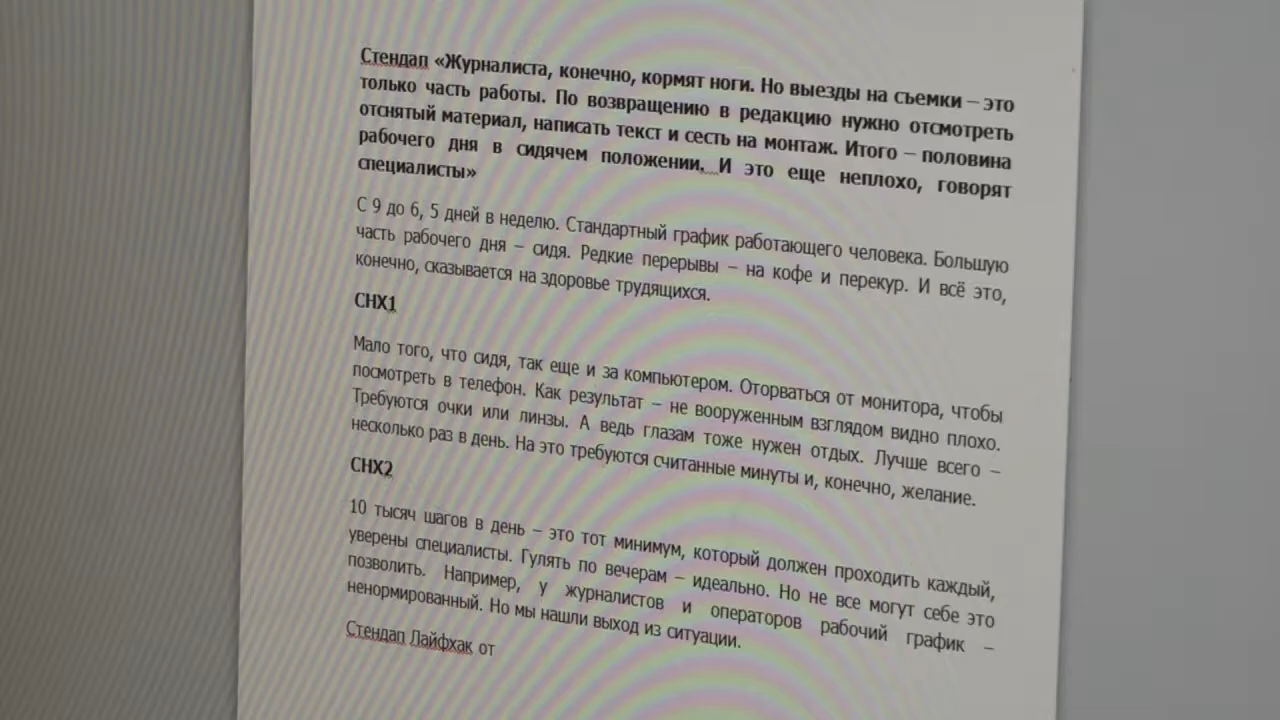 Стендап «Журналиста, конечно, кормят ноги. Но выезды на съемки – это
только часть работы. По возвращению в редакцию нужно отсмотреть
отснятый материал, написать текст и сесть на монтаж. Итого – половина
рабочего дня в сидячем положении. И это еще неплохо, говорят
специалисты»
С 9 до 6, 5 дней в неделю. Стандартный график работающего человека. Большую
часть рабочего дня – сидя. Редкие перерывы – на кофе и перекур. И всё это,
конечно, сказывается на здоровье трудящихся.
СНХ1
Мало того, что сидя, так еще и за компьютером. Оторваться от монитора, чтобы
посмотреть в телефон. Как результат – не вооруженным взглядом видно плохо.
Требуются очки или линзы. А ведь глазам тоже нужен отдых. Лучше всего –
несколько раз в день. На это требуются считанные минуты и, конечно, желание.
СНХ2
10 тысяч шагов в день – это тот минимум, который должен проходить каждый,
уверены специалисты. Гулять по вечерам – идеально. Но не все могут себе это
позволить. Например, у журналистов и операторов рабочий график –
ненормированный. Но мы нашли выход из ситуации.
Стендап Лайфхак от